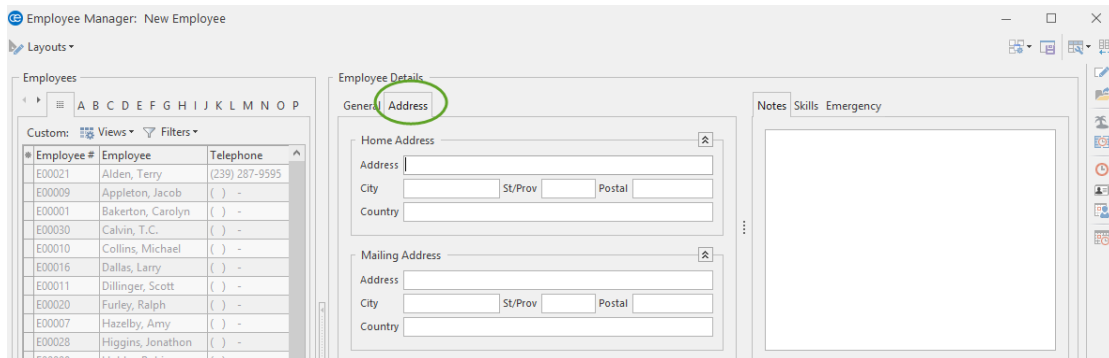 Employee Manager: New Employee
Layouts
Employees
A B C D E F G H I J K L M N O P
Custom: Views Filters
Employee # Employee Telephone
E00021 Alden, Terry (239) 287-9595
E00009 Appleton, Jacob ( ) -
E00001 Bakerton, Carolyn ( ) -
E00030 Calvin, T.C. ( ) -
E00010 Collins, Michael ( ) -
E00016 Dallas, Larry ( ) -
E00011 Dillinger, Scott ( ) -
E00020 Furley, Ralph ( ) -
E00007 Hazelby, Amy ( ) -
E00028 Higgins, Jonathon ( ) -
Employee Details
General Address
Home Address
Address
City St/Prov Postal
Country
Mailing Address
Address
City St/Prov Postal
Country
Notes Skills Emergency